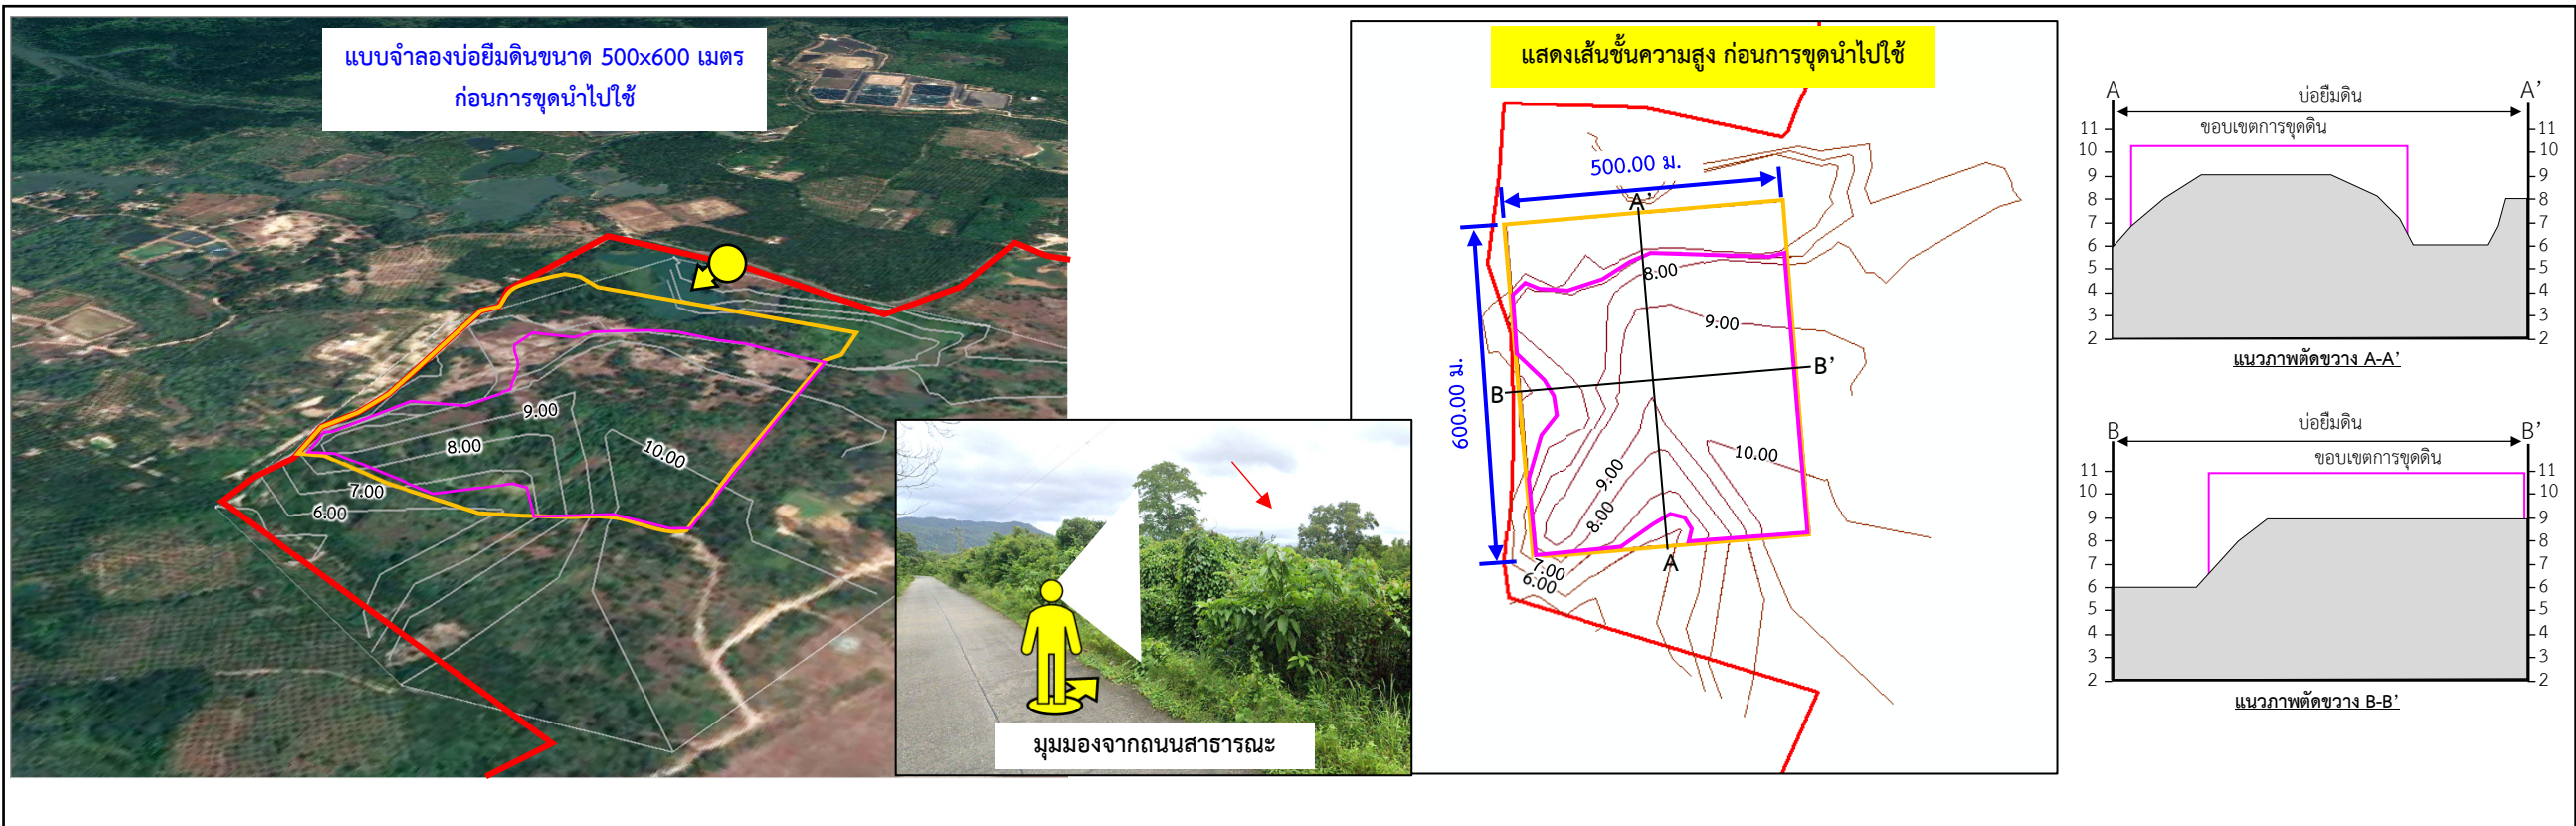 แบบจำลองบ่อยืมดินขนาด 500x600 เมตร
ก่อนการขุดนำไปใช้
9.00
8.00
10.00
7.00
6.00
มุมมองจากถนนสาธารณะ
แสดงเส้นชั้นความสูง ก่อนการขุดนำไปใช้
500.00 ม.
A'
8.00
9.00
600.00 ม.
B
B'
10.00
9.00
8.00
7.00
6.00
A
A
A'
บ่อยืมดิน
ขอบเขตการขุดดิน
11 11
10 10
9 9
8 8
7 7
6 6
5 5
4 4
3 3
2 2
แนวภาพตัดขวาง A-A'
B
B'
บ่อยืมดิน
ขอบเขตการขุดดิน
11 11
10 10
9 9
8 8
7 7
6 6
5 5
4 4
3 3
2 2
แนวภาพตัดขวาง B-B'